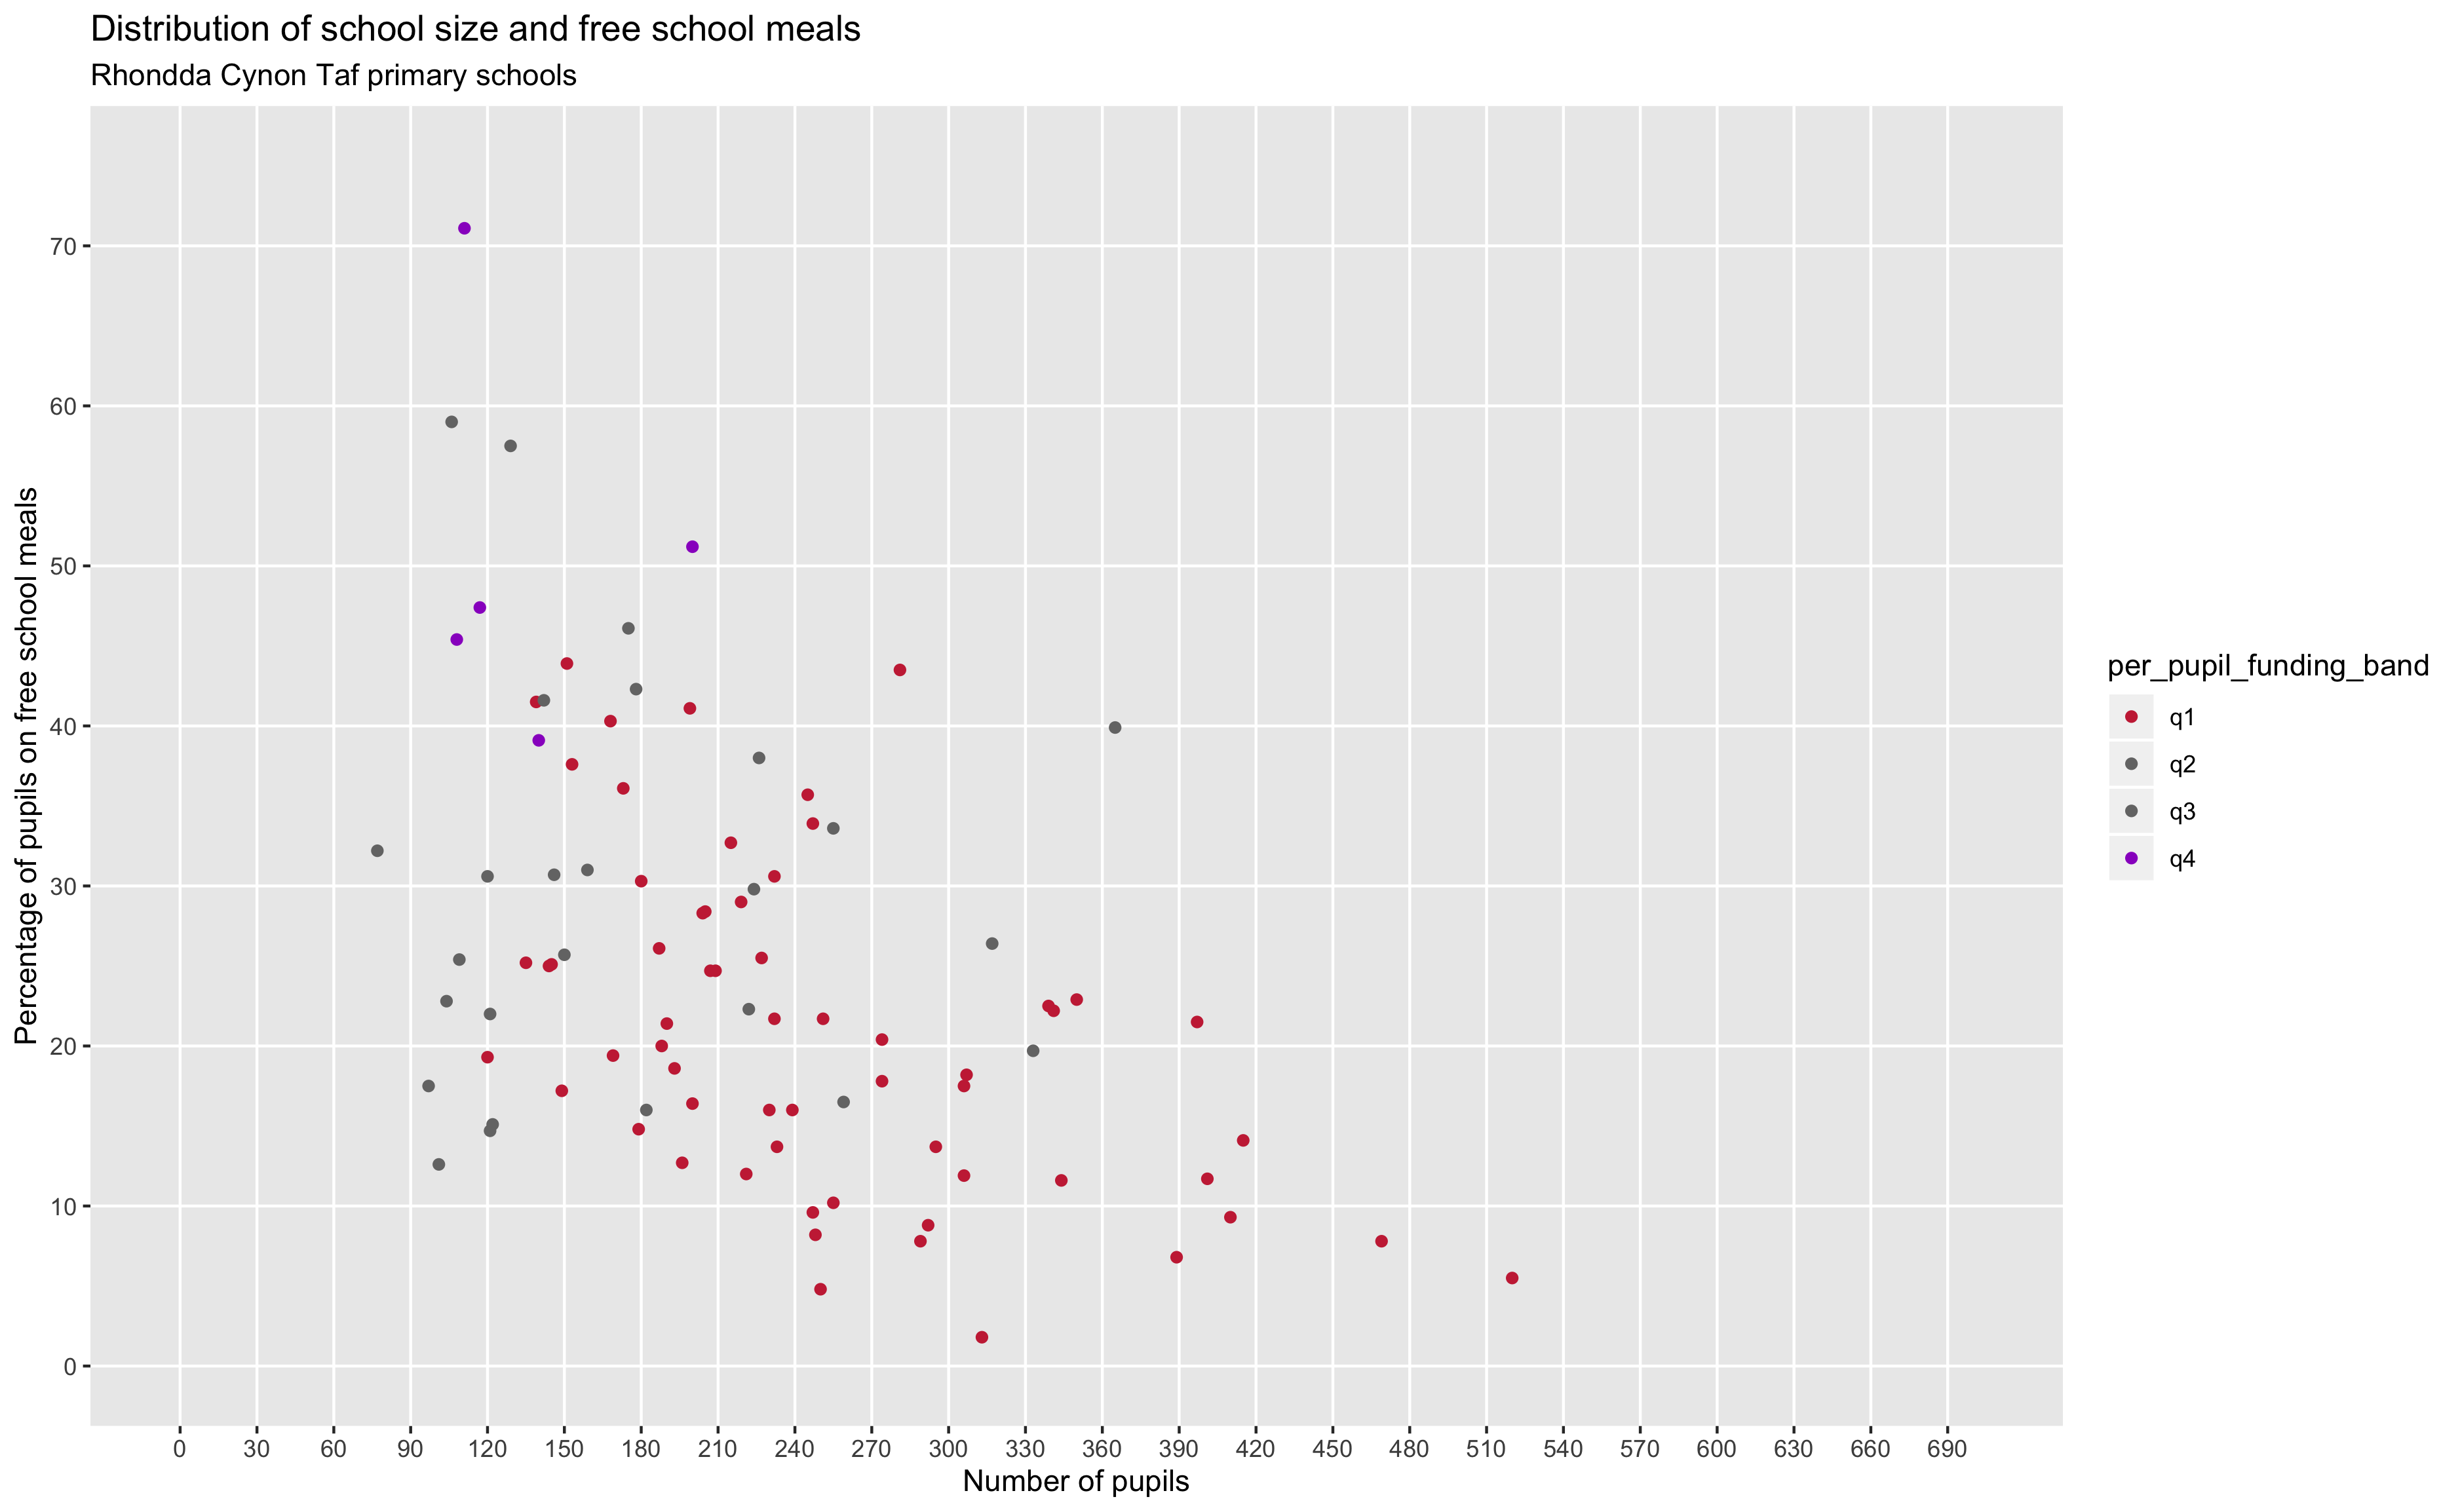 Distribution of school size and free school meals
Rhondda Cynon Taf primary schools
Percentage of pupils on free school meals
70
60
50
40
30
20
10
0
0 30 60 90 120 150 180 210 240 270 300 330 360 390 420 450 480 510 540 570 600 630 660 690
Number of pupils
per_pupil_funding_band
q1
q2
q3
q4